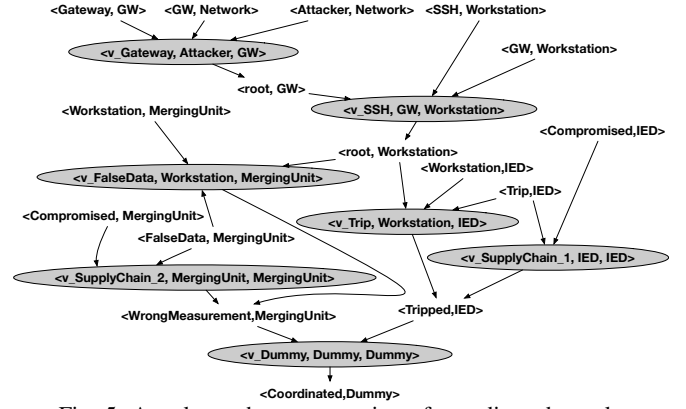 <Gateway, GW>
<GW, Network>
<Attacker, Network>
<SSH, Workstation>
<v_Gateway, Attacker, GW>
<GW, Workstation>
<root, GW>
<v_SSH, GW, Workstation>
<Workstation, MergingUnit>
<Compromised,IED>
<root, Workstation>
<v_FalseData, Workstation, MergingUnit>
<Workstation,IED>
<Trip,IED>
<Compromised, MergingUnit>
<v_Trip, Workstation, IED>
<FalseData, MergingUnit>
<v_SupplyChain_1, IED, IED>
<v_SupplyChain_2, MergingUnit, MergingUnit>
<WrongMeasurement,MergingUnit>
<Tripped,IED>
<v_Dummy, Dummy, Dummy>
<Coordinated,Dummy>